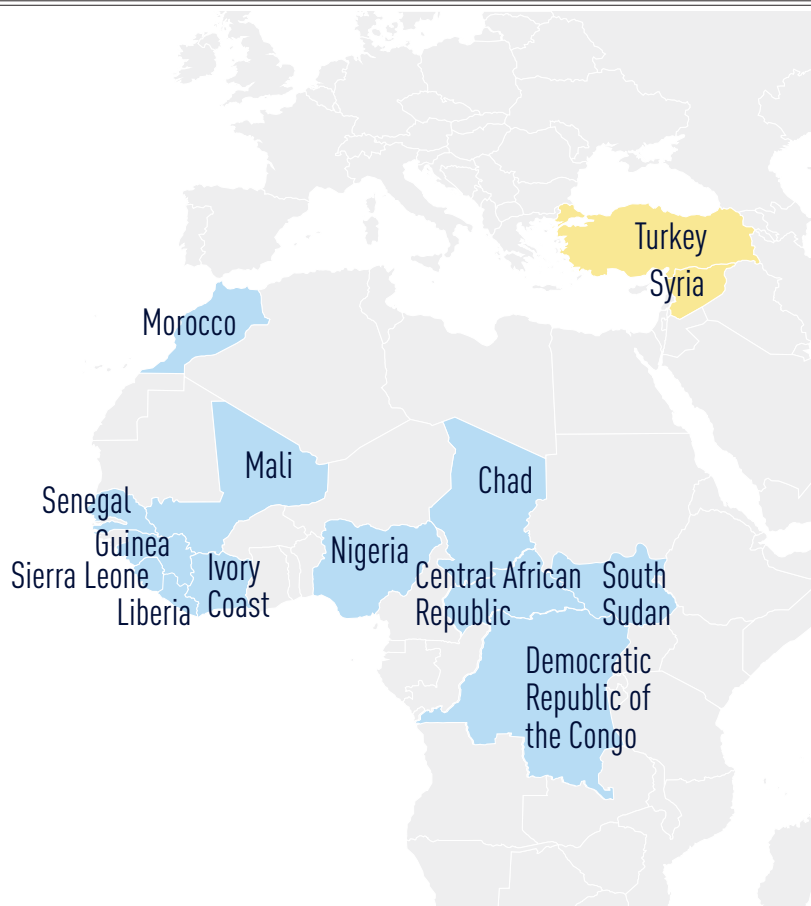 Turkey
Syria
Morocco
Mali
Chad
Senegal
Guinea
Sierra Leone
Liberia
Ivory
Coast
Nigeria
Central African
Republic
South
Sudan
Democratic
Republic of
the Congo